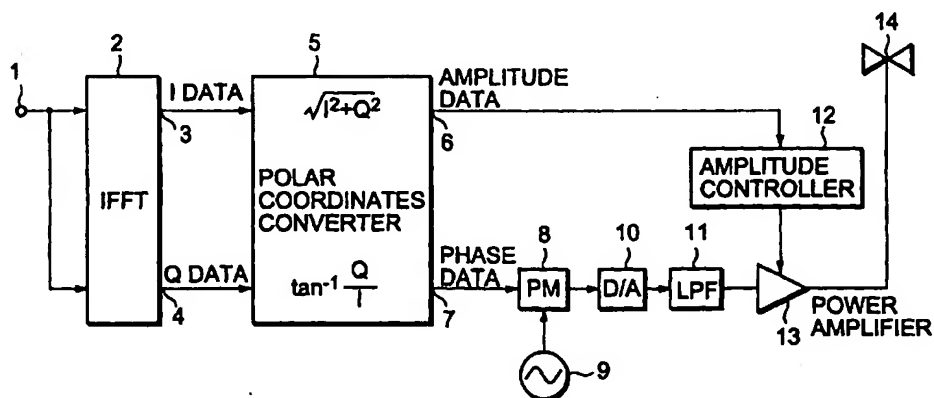 1
2
IFFT
I DATA
3
Q DATA
4
5
√I²+Q²
POLAR
COORDINATES
CONVERTER
tan⁻¹ Q/I
AMPLITUDE
DATA
6
PHASE
DATA
7
8
PM
9
10
D/A
11
LPF
12
AMPLITUDE
CONTROLLER
13
POWER
AMPLIFIER
14